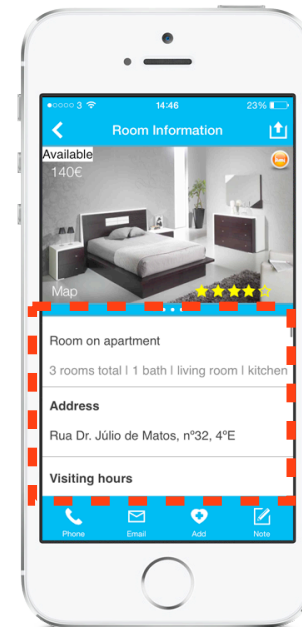 3 14:46 23%
Room Information
Available
140€
Map
Room on apartment
3 rooms total l 1 bath l living room l kitchen
Address
Rua Dr. Júlio de Matos, nº32, 4ºE
Visiting hours
Phone Email Add Note